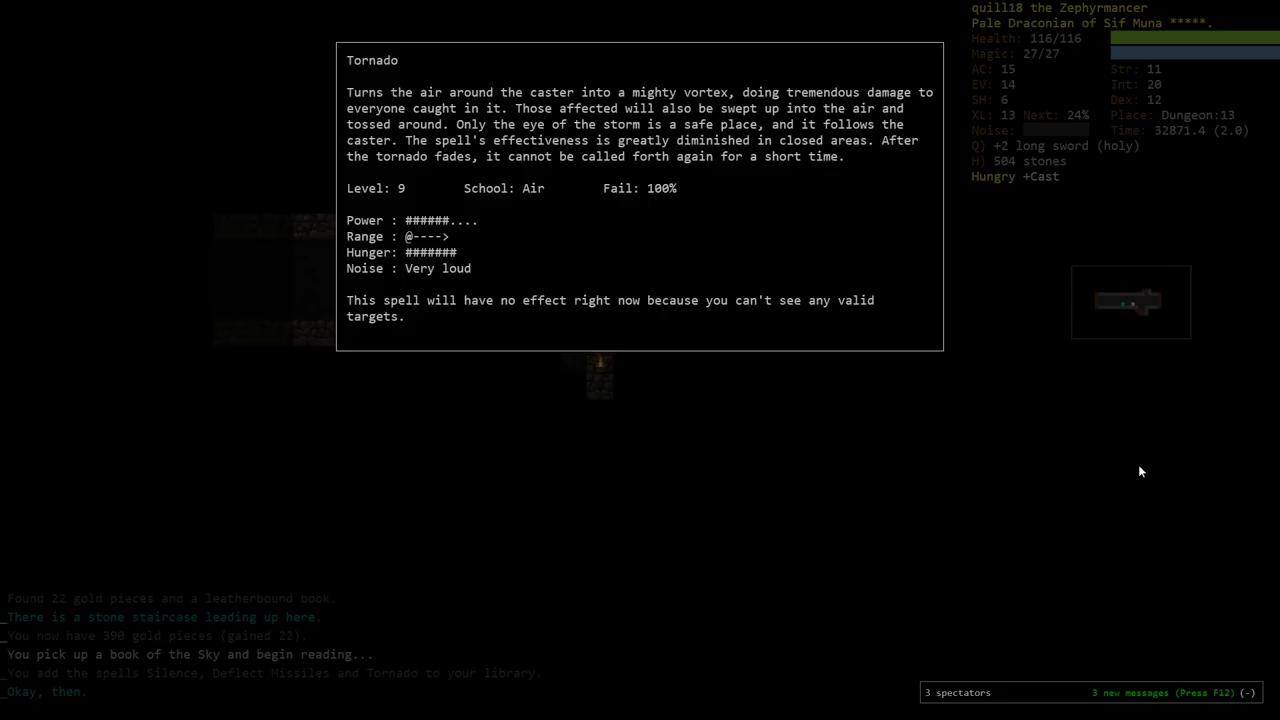 quill18 the Zephyrmancer
Pale Draconian of Sif Muna *****.
Health: 116/116
Magic: 27/27
AC: 15 Str: 11
EV: 14 Int: 20
SH: 6 Dex: 12
XL: 13 Next: 24% Place: Dungeon:13
Noise: Time: 32871.4 (2.0)
Q) +2 long sword (holy)
H) 504 stones
Hungry +Cast
Tornado
Turns the air around the caster into a mighty vortex, doing tremendous damage to
everyone caught in it. Those affected will also be swept up into the air and
tossed around. Only the eye of the storm is a safe place, and it follows the
caster. The spell's effectiveness is greatly diminished in closed areas. After
the tornado fades, it cannot be called forth again for a short time.
Level: 9 School: Air Fail: 100%
Power : ######....
Range : @---->
Hunger: #######
Noise : Very loud
This spell will have no effect right now because you can't see any valid
targets.
Found 22 gold pieces and a leatherbound book.
_There is a stone staircase leading up here.
_You now have 390 gold pieces (gained 22).
You pick up a book of the Sky and begin reading...
_You add the spells Silence, Deflect Missiles and Tornado to your library.
_Okay, then.
3 spectators 3 new messages (Press F12) (-)